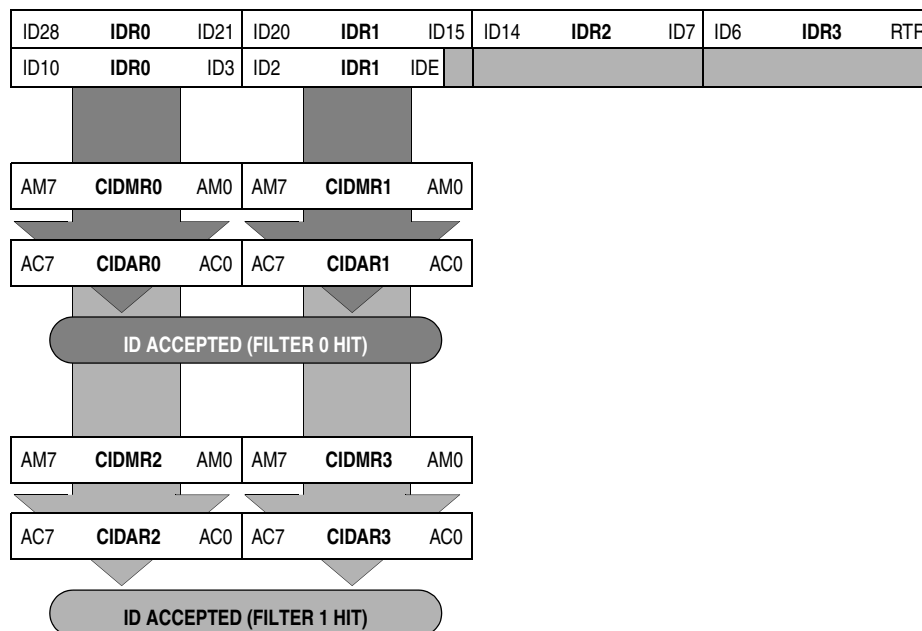 ID28 IDR0 ID21 ID20 IDR1 ID15 ID14 IDR2 ID7 ID6 IDR3 RTR
ID10 IDR0 ID3 ID2 IDR1 IDE
AM7 CIDMR0 AM0 AM7 CIDMR1 AM0
AC7 CIDAR0 AC0 AC7 CIDAR1 AC0
ID ACCEPTED (FILTER 0 HIT)
AM7 CIDMR2 AM0 AM7 CIDMR3 AM0
AC7 CIDAR2 AC0 AC7 CIDAR3 AC0
ID ACCEPTED (FILTER 1 HIT)